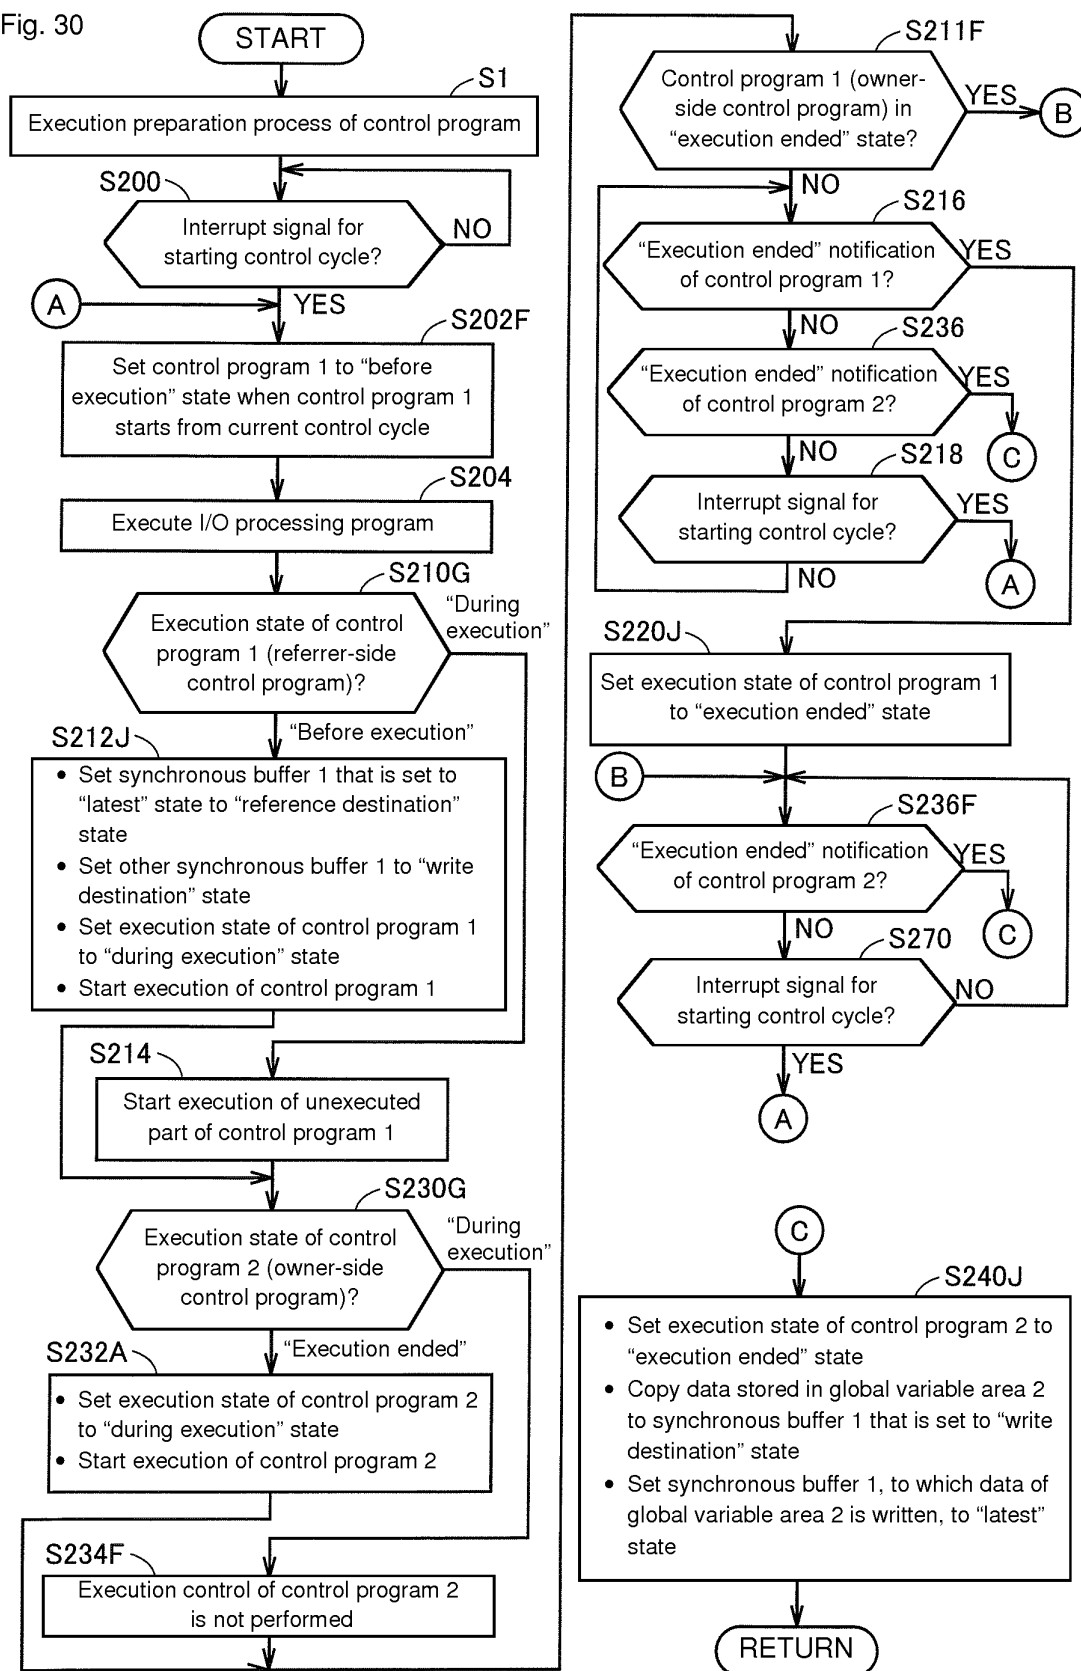 Fig. 30
START
S1
Execution preparation process of control program
S200
Interrupt signal for
starting control cycle?
NO
A
YES
S202F
Set control program 1 to “before
execution” state when control program 1
starts from current control cycle
S204
Execute I/O processing program
S210G
Execution state of control
program 1 (referrer-side
control program)?
“During
execution”
“Before execution”
S212J
• Set synchronous buffer 1 that is set to
“latest” state to “reference destination”
state
• Set other synchronous buffer 1 to “write
destination” state
• Set execution state of control program 1
to “during execution” state
• Start execution of control program 1
S214
Start execution of unexecuted
part of control program 1
S230G
Execution state of control
program 2 (owner-side
control program)?
“During
execution”
“Execution ended”
S232A
• Set execution state of control program 2
to “during execution” state
• Start execution of control program 2
S234F
Execution control of control program 2
is not performed
S211F
Control program 1 (owner-
side control program) in
“execution ended” state?
YES
B
NO
S216
“Execution ended” notification
of control program 1?
YES
NO
S236
“Execution ended” notification
of control program 2?
YES
C
NO
S218
Interrupt signal for
starting control cycle?
YES
A
NO
S220J
Set execution state of control program 1
to “execution ended” state
B
S236F
“Execution ended” notification
of control program 2?
YES
C
NO
S270
Interrupt signal for
starting control cycle?
NO
YES
A
C
S240J
• Set execution state of control program 2 to
“execution ended” state
• Copy data stored in global variable area 2
to synchronous buffer 1 that is set to “write
destination” state
• Set synchronous buffer 1, to which data of
global variable area 2 is written, to “latest”
state
RETURN